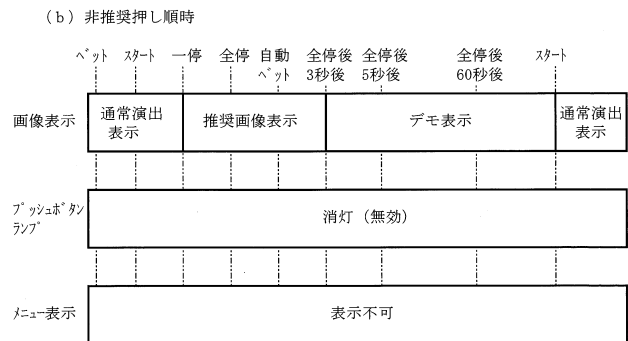 (b) 非推奨押し順時
ﾍﾞｯﾄ ｽﾀｰﾄ 一停 全停 自動ﾍﾞｯﾄ 全停後3秒後 全停後5秒後 全停後60秒後 ｽﾀｰﾄ
画像表示 通常演出表示 推奨画像表示 デモ表示 通常演出表示
ﾌﾟｯｼｭﾎﾞﾀﾝﾗﾝﾌﾟ 消灯 (無効)
ﾒﾆｭｰ表示 表示不可